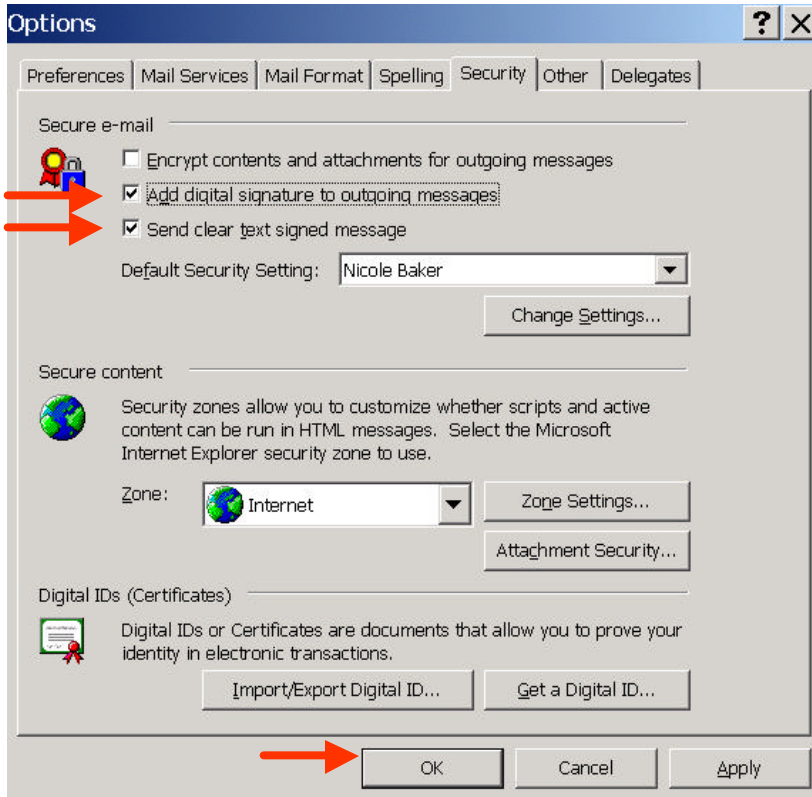 Options
Preferences Mail Services Mail Format Spelling Security Other Delegates
Secure e-mail
Encrypt contents and attachments for outgoing messages
Add digital signature to outgoing messages
Send clear text signed message
Default Security Setting: Nicole Baker
Change Settings...
Secure content
Security zones allow you to customize whether scripts and active
content can be run in HTML messages. Select the Microsoft
Internet Explorer security zone to use.
Zone: Internet Zone Settings...
Attachment Security...
Digital IDs (Certificates)
Digital IDs or Certificates are documents that allow you to prove your
identity in electronic transactions.
Import/Export Digital ID... Get a Digital ID...
OK Cancel Apply